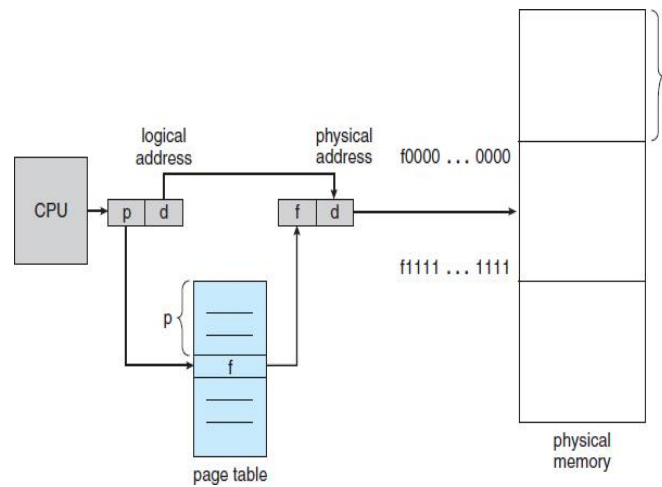 logical
address
physical
address
f0000 ... 0000
CPU
p d
f d
f1111 ... 1111
p
f
page table
physical
memory